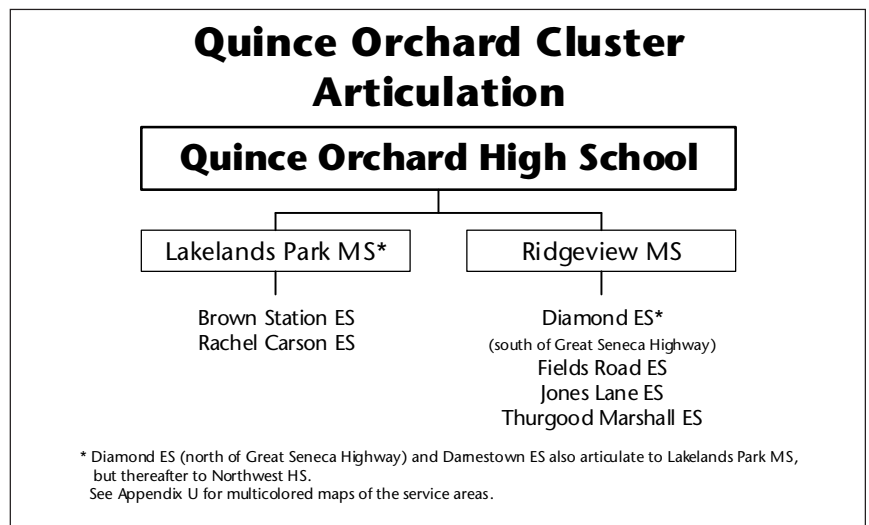 Quince Orchard Cluster
Articulation
Quince Orchard High School
Lakelands Park MS*
Brown Station ES
Rachel Carson ES
Ridgeview MS
Diamond ES*
(south of Great Seneca Highway)
Fields Road ES
Jones Lane ES
Thurgood Marshall ES
* Diamond ES (north of Great Seneca Highway) and Darnestown ES also articulate to Lakelands Park MS,
but thereafter to Northwest HS.
See Appendix U for multicolored maps of the service areas.